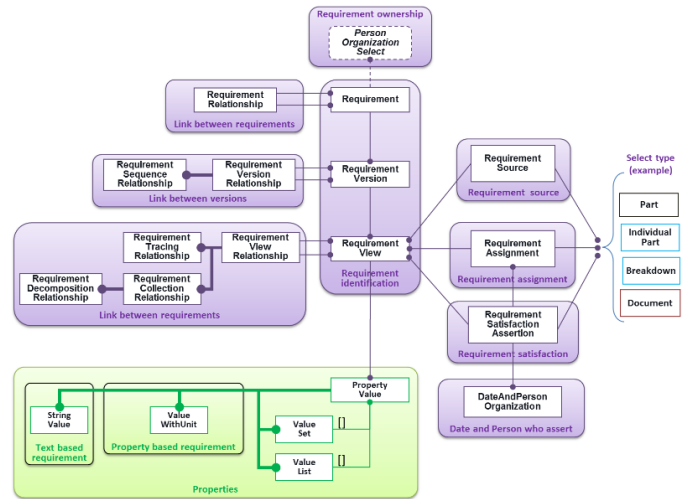 Requirement ownership
Person
Organization
Select
Requirement
Relationship
Link between requirements
Requirement
Requirement
Sequence
Relationship
Requirement
Version
Relationship
Link between versions
Requirement
Version
Requirement
Tracing
Relationship
Requirement
View
Relationship
Requirement
Decomposition
Relationship
Requirement
Collection
Relationship
Link between requirements
Requirement
View
Requirement
identification
Requirement
Source
Requirement source
Requirement
Assignment
Requirement assignment
Requirement
Satisfaction
Assertion
Requirement satisfaction
DateAndPerson
Organization
Date and Person who assert
Select type
(example)
Part
Individual
Part
Breakdown
Document
Property
Value
String
Value
Text based
requirement
Value
WithUnit
Property based requirement
Value
Set
[]
Value
List
[]
Properties